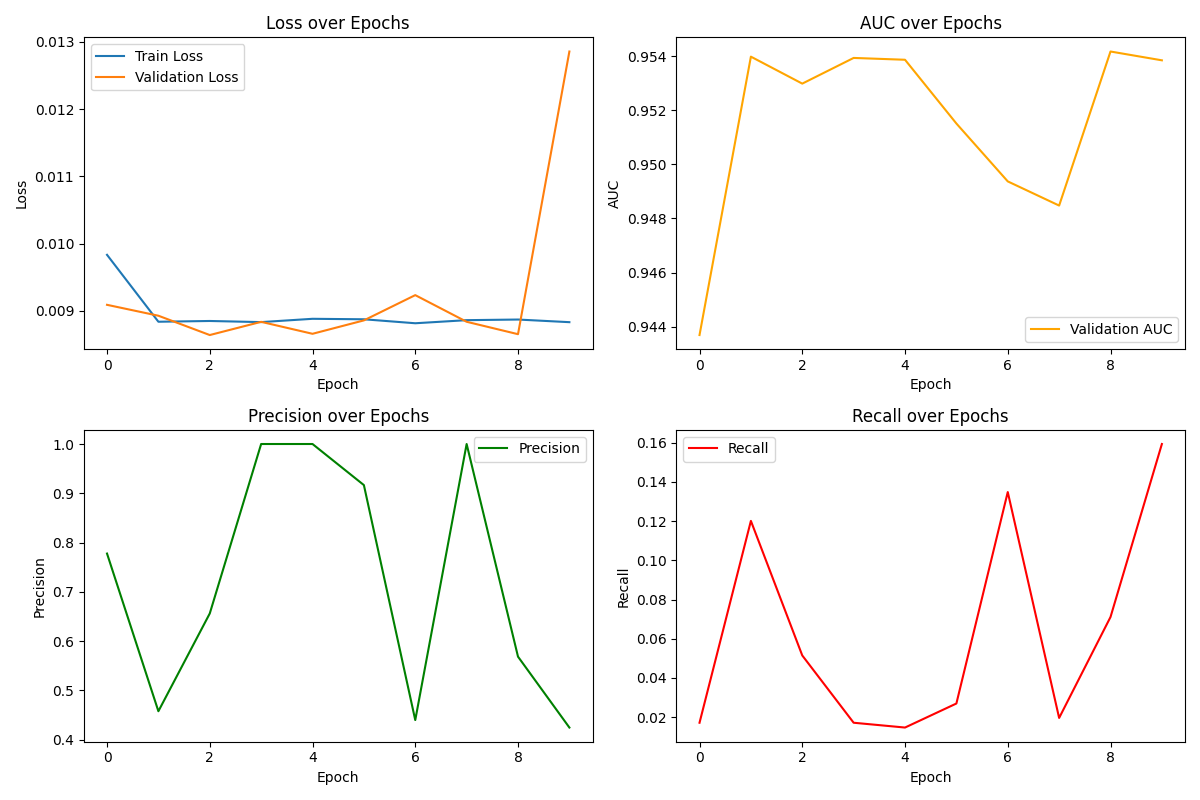 Loss over Epochs
Loss
0.013
0.012
0.011
0.010
0.009
Train Loss
Validation Loss
0 2 4 6 8
Epoch
AUC over Epochs
AUC
0.954
0.952
0.950
0.948
0.946
0.944
Validation AUC
0 2 4 6 8
Epoch
Precision over Epochs
Precision
1.0
0.9
0.8
0.7
0.6
0.5
0.4
Precision
0 2 4 6 8
Epoch
Recall over Epochs
Recall
0.16
0.14
0.12
0.10
0.08
0.06
0.04
0.02
Recall
0 2 4 6 8
Epoch